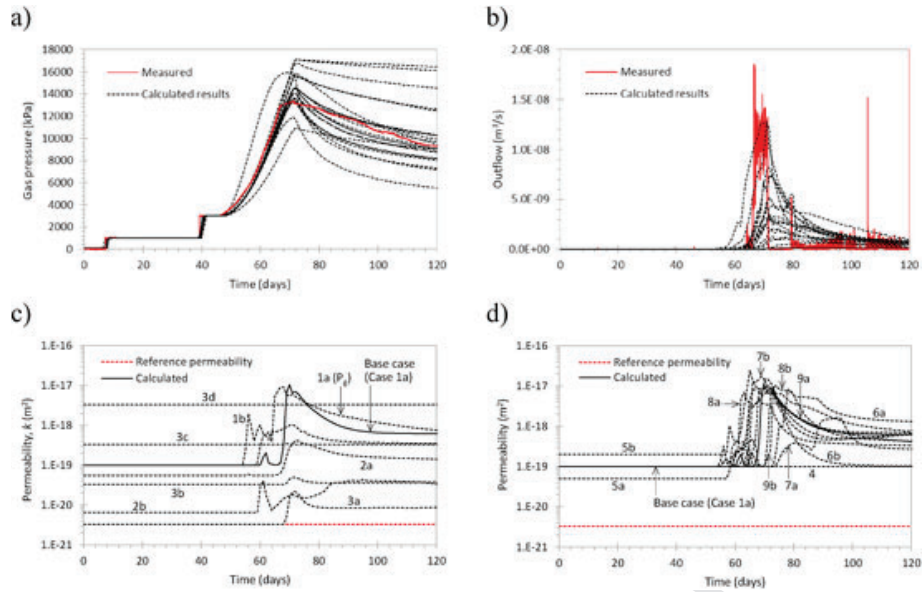 a)
18000
16000
14000
12000
10000
8000
6000
4000
2000
0
Gas pressure (kPa)
Measured
Calculated results
0 20 40 60 80 100 120
Time (days)
b)
2.0E-08
1.5E-08
1.0E-08
5.0E-09
0.0E+00
Outflow (m³/s)
Measured
Calculated results
0 20 40 60 80 100 120
Time (days)
c)
1.E-16
1.E-17
1.E-18
1.E-19
1.E-20
1.E-21
Permeability, k (m²)
Reference permeability
Calculated
Base case
(Case 1a)
3d
1b
3c
2a
3b
2b
3a
0 20 40 60 80 100 120
Time (days)
d)
1.E-16
1.E-17
1.E-18
1.E-19
1.E-20
1.E-21
Permeability (m²)
Reference permeability
Calculated
7b
8b
9a
8a
6a
5b
6b
4
5a
9b
7a
Base case (Case 1a)
0 20 40 60 80 100 120
Time (days)